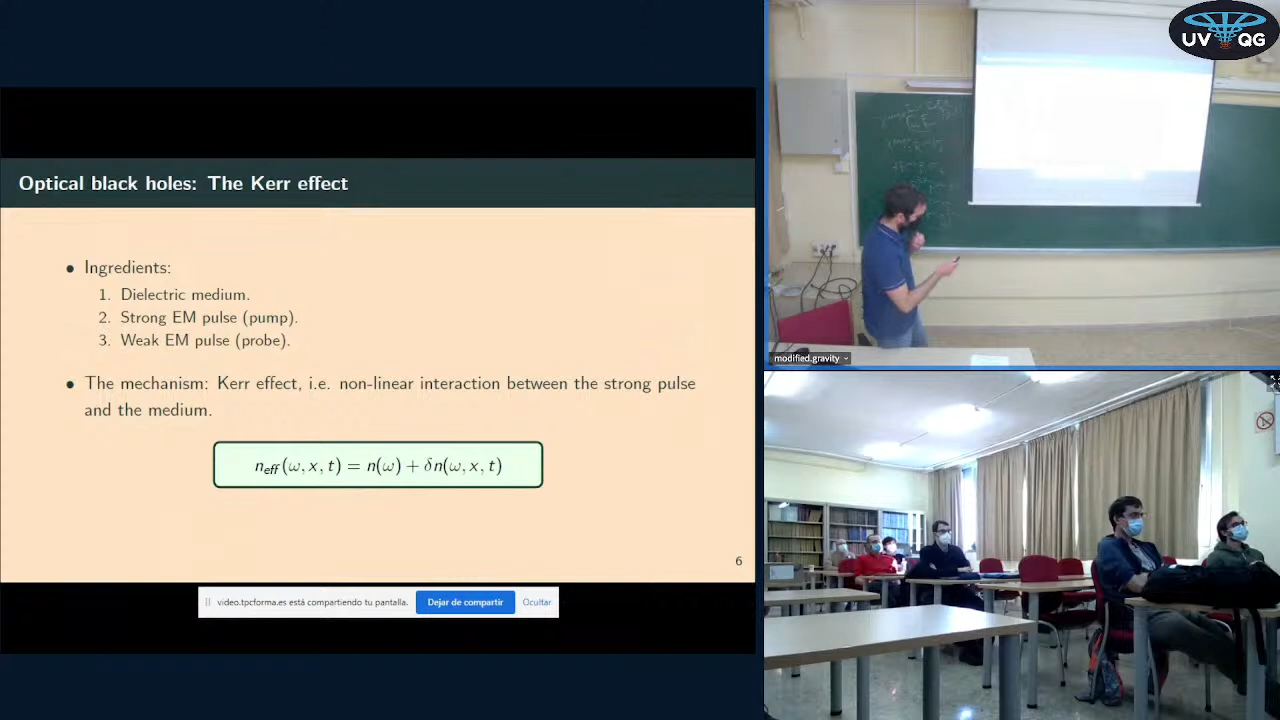 Optical black holes: The Kerr effect
• Ingredients:
1. Dielectric medium.
2. Strong EM pulse (pump).
3. Weak EM pulse (probe).
• The mechanism: Kerr effect, i.e. non-linear interaction between the strong pulse
and the medium.
n_eff(ω, x, t) = n(ω) + δn(ω, x, t)
6
video.tpcforma.es está compartiendo tu pantalla.
Dejar de compartir
Ocultar
UV QG
modified.gravity